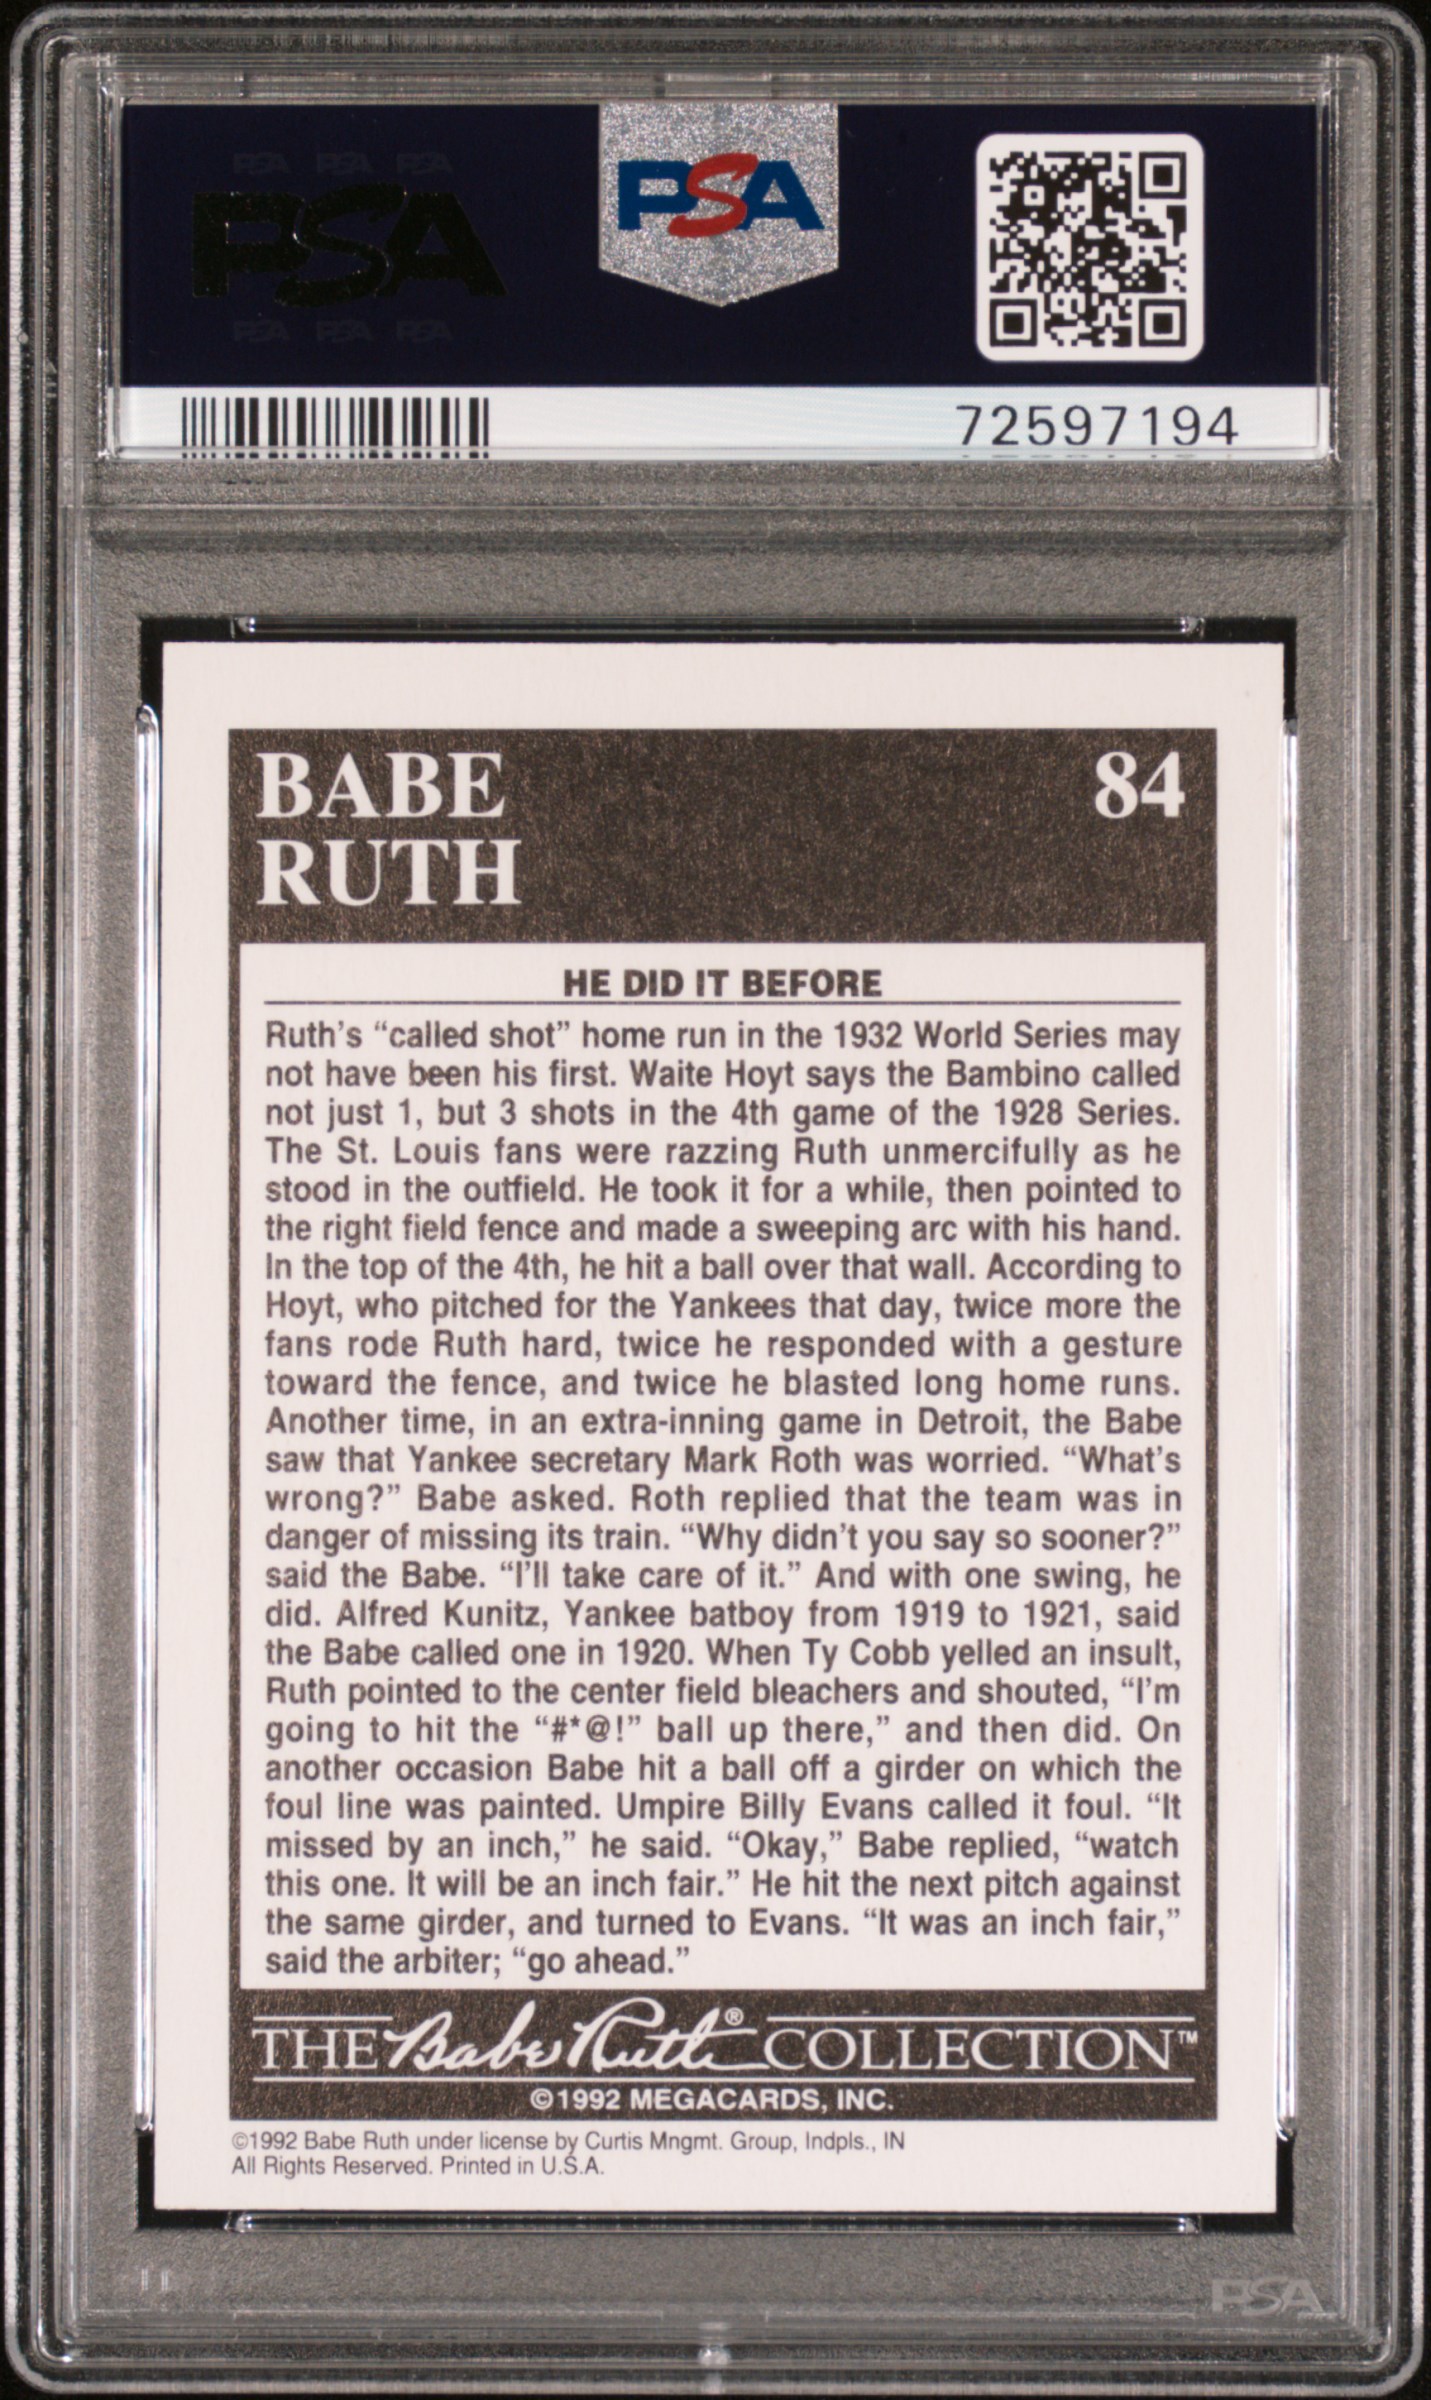 PSA PSA PSA
PSA
PSA PSA PSA
PSA
72597194
BABE
RUTH
84
HE DID IT BEFORE
Ruth's “called shot” home run in the 1932 World Series may
not have been his first. Waite Hoyt says the Bambino called
not just 1, but 3 shots in the 4th game of the 1928 Series.
The St. Louis fans were razzing Ruth unmercifully as he
stood in the outfield. He took it for a while, then pointed to
the right field fence and made a sweeping arc with his hand.
In the top of the 4th, he hit a ball over that wall. According to
Hoyt, who pitched for the Yankees that day, twice more the
fans rode Ruth hard, twice he responded with a gesture
toward the fence, and twice he blasted long home runs.
Another time, in an extra-inning game in Detroit, the Babe
saw that Yankee secretary Mark Roth was worried. “What's
wrong?” Babe asked. Roth replied that the team was in
danger of missing its train. “Why didn't you say so sooner?”
said the Babe. “I'll take care of it.” And with one swing, he
did. Alfred Kunitz, Yankee batboy from 1919 to 1921, said
the Babe called one in 1920. When Ty Cobb yelled an insult,
Ruth pointed to the center field bleachers and shouted, “I'm
going to hit the “#*@!” ball up there,” and then did. On
another occasion Babe hit a ball off a girder on which the
foul line was painted. Umpire Billy Evans called it foul. “It
missed by an inch,” he said. “Okay,” Babe replied, “watch
this one. It will be an inch fair.” He hit the next pitch against
the same girder, and turned to Evans. “It was an inch fair,”
said the arbiter; “go ahead.”
THE Babe Ruth® COLLECTION™
©1992 MEGACARDS, INC.
©1992 Babe Ruth under license by Curtis Mngmt. Group, Indpls., IN
All Rights Reserved. Printed in U.S.A.
PSA